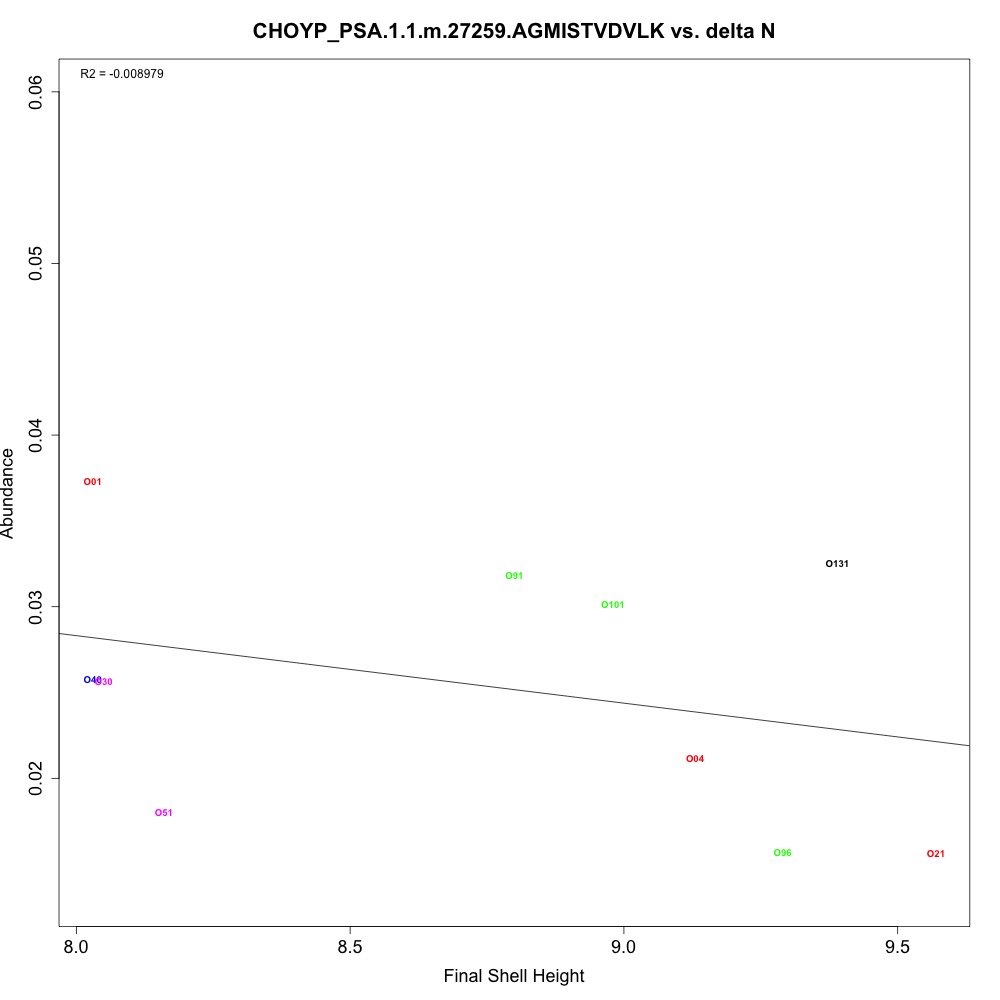 CHOYP_PSA.1.1.m.27259.AGMISTVDVLK vs. delta N
R2 = -0.008979
0.06
0.05
0.04
0.03
0.02
Abundance
O01
O131
O91
O101
O40
O30
O04
O51
O96
O21
8.0 8.5 9.0 9.5
Final Shell Height